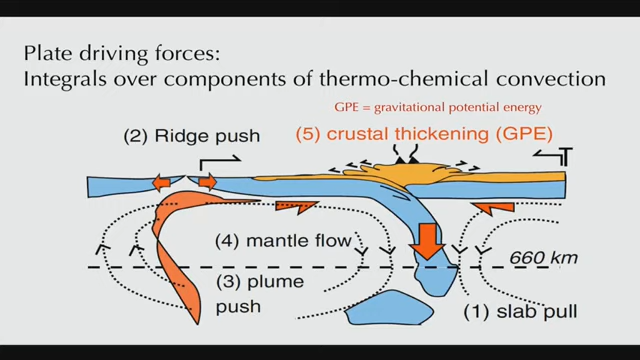 Plate driving forces:
Integrals over components of thermo-chemical convection
GPE = gravitational potential energy
(2) Ridge push
(5) crustal thickening (GPE)
(4) mantle flow
660 km
(3) plume
push
(1) slab pull